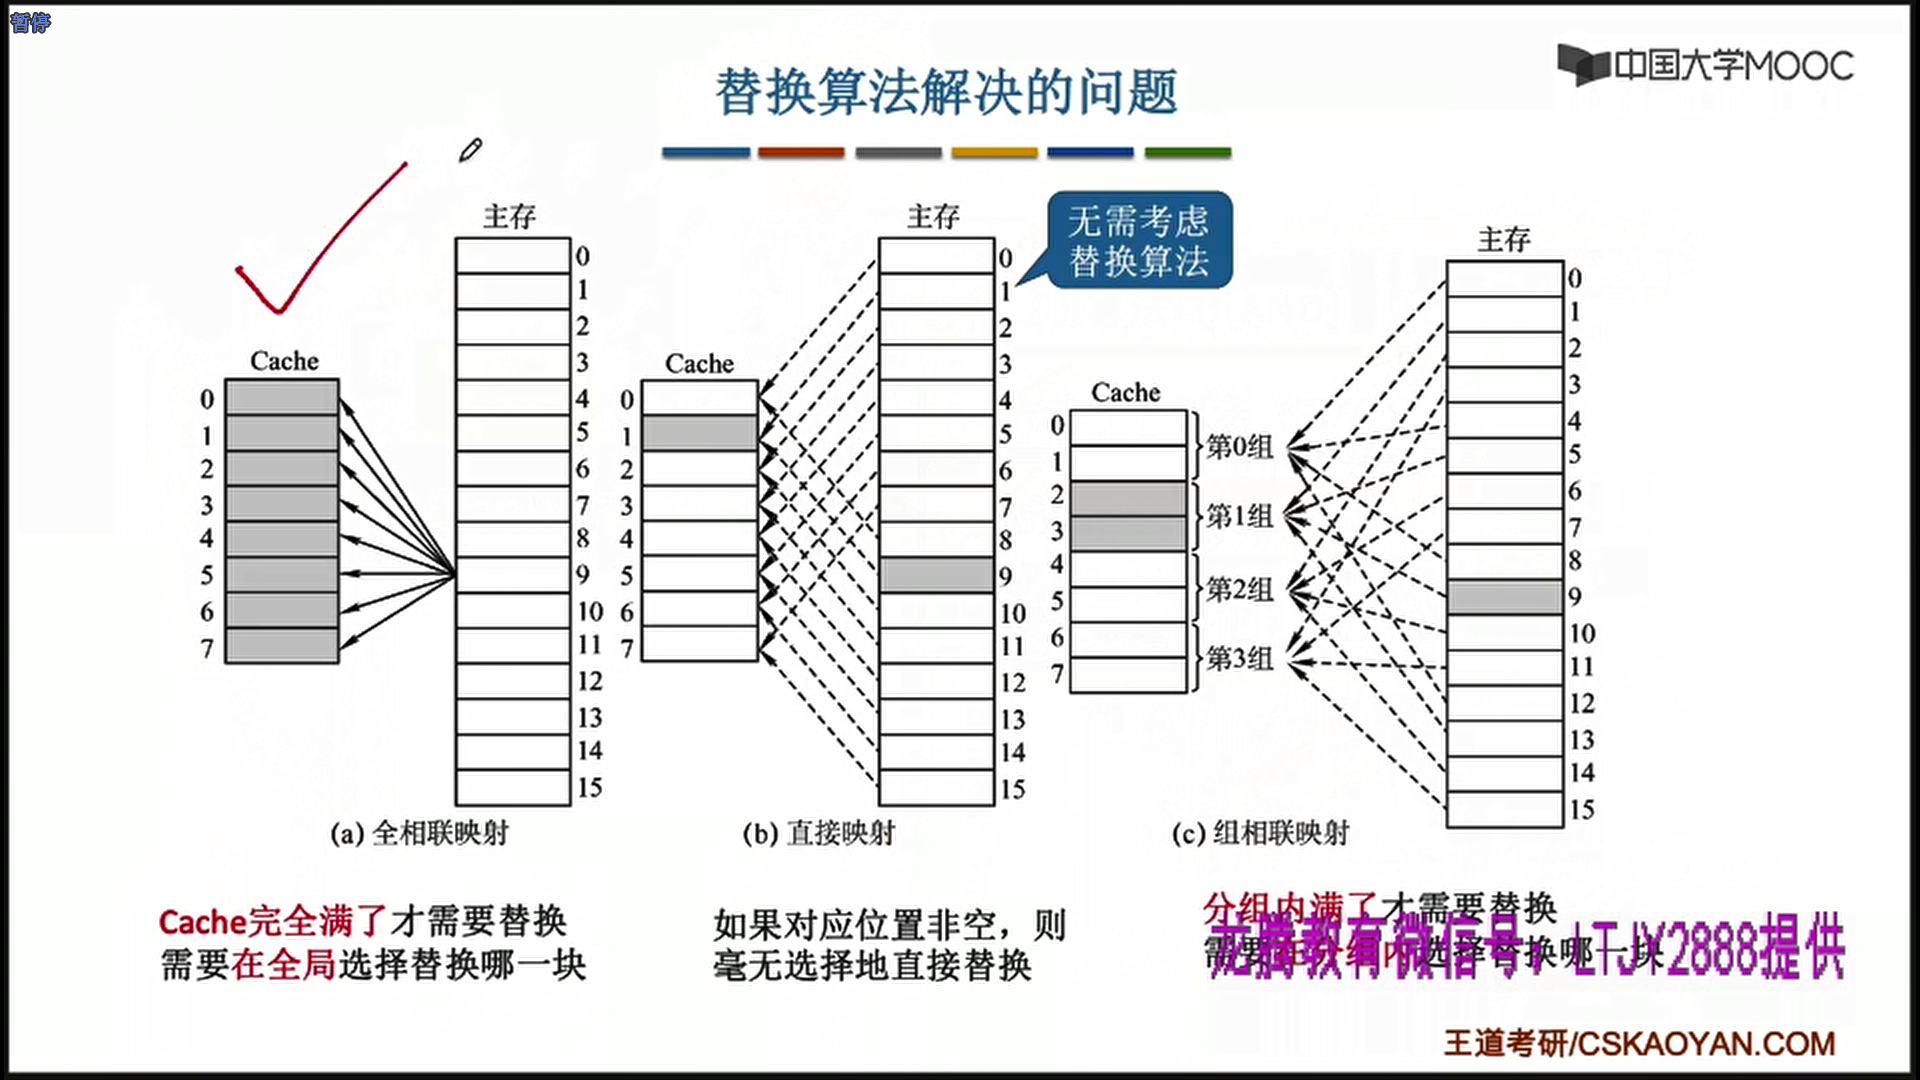 暂停
中国大学MOOC
替换算法解决的问题
主存
0
1
2
3
4
5
6
7
8
9
10
11
12
13
14
15
Cache
0
1
2
3
4
5
6
7
(a) 全相联映射
Cache完全满了才需要替换
需要在全局选择替换哪一块
主存
无需考虑
替换算法
0
1
2
3
4
5
6
7
8
9
10
11
12
13
14
15
Cache
0
1
2
3
4
5
6
7
(b) 直接映射
如果对应位置非空，则
毫无选择地直接替换
主存
0
1
2
3
4
5
6
7
8
9
10
11
12
13
14
15
Cache
0
1
2
3
4
5
6
7
第0组
第1组
第2组
第3组
(c) 组相联映射
分组内满了才需要替换
需要在分组内选择替换哪一块
龙腾教育微信号：LTJY2888提供
王道考研/CSKAOYAN.COM